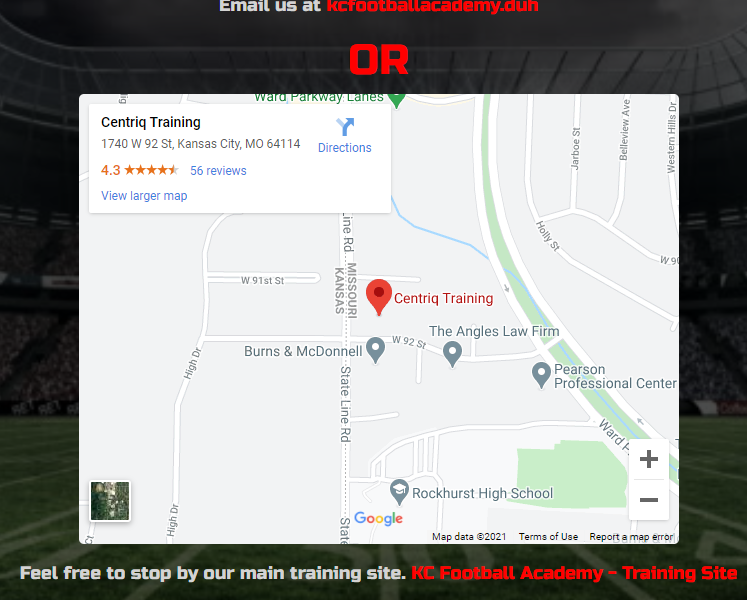 Email us at kcfootballacademy.duh
OR
Ward Parkway Lanes
Centriq Training
1740 W 92 St, Kansas City, MO 64114
Directions
4.3 56 reviews
View larger map
Jarboe St
Belleview Ave
Western Hills Dr
Holly St
W 90
Line Rd
MISSOURI
KANSAS
W 91st St
Centriq Training
The Angles Law Firm
W 92 St
Burns & McDonnell
High Dr
Pearson
Professional Center
State Line Rd
Ward P
+
−
Rockhurst High School
High Dr
State
Ct
Google
Map data ©2021 Terms of Use Report a map error
Feel free to stop by our main training site. KC Football Academy - Training Site